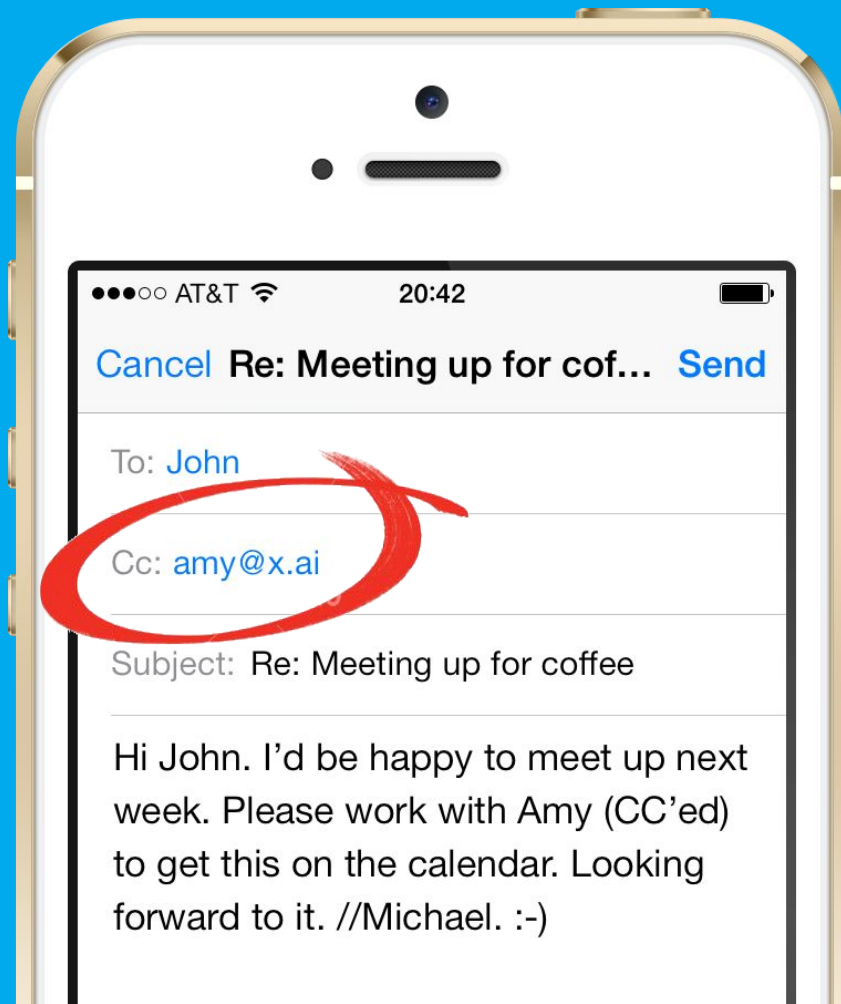 AT&T 20:42
Cancel Re: Meeting up for cof... Send
To: John
Cc: amy@x.ai
Subject: Re: Meeting up for coffee
Hi John. I'd be happy to meet up next
week. Please work with Amy (CC'ed)
to get this on the calendar. Looking
forward to it. //Michael. :-)